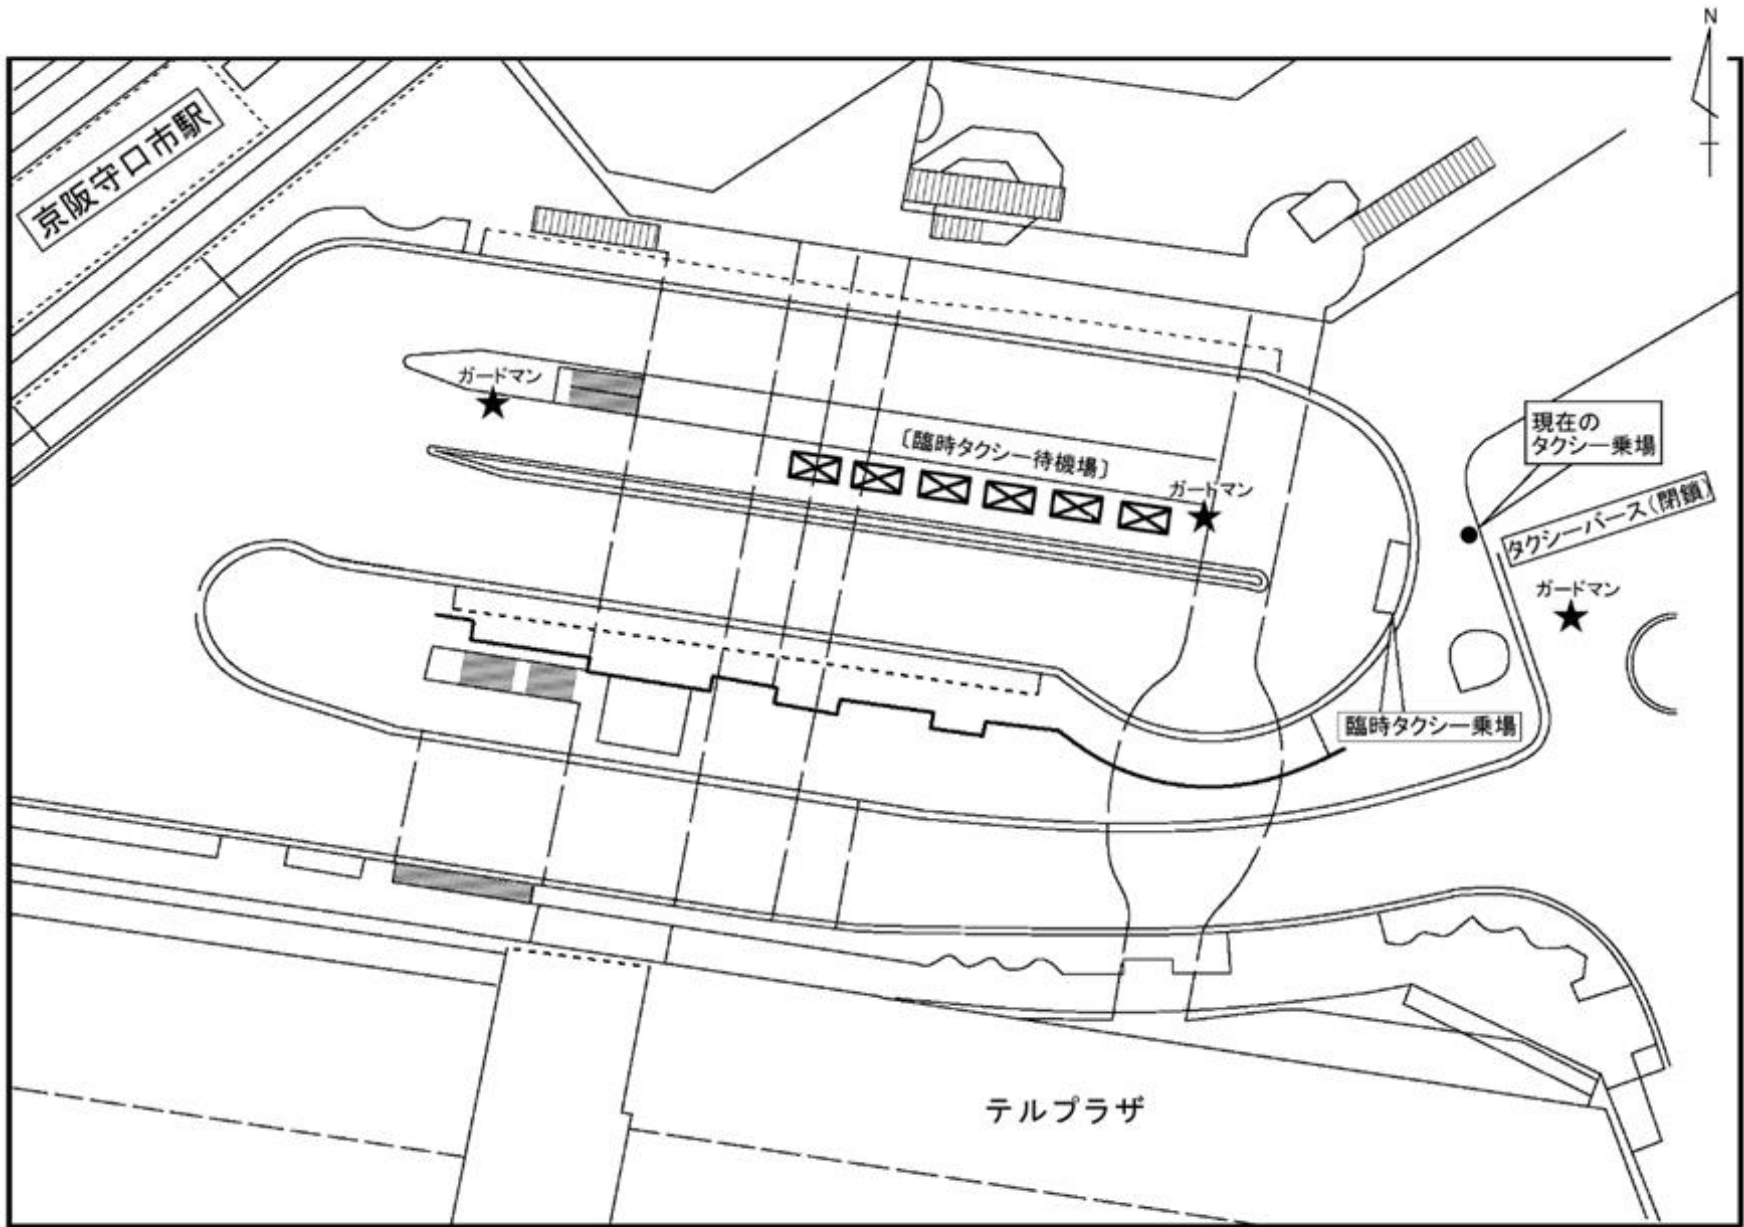 N
京阪守口市駅
ガードマン
〔臨時タクシー待機場〕
ガードマン
現在の
タクシー乗場
タクシーバース(閉鎖)
ガードマン
臨時タクシー乗場
テルプラザ